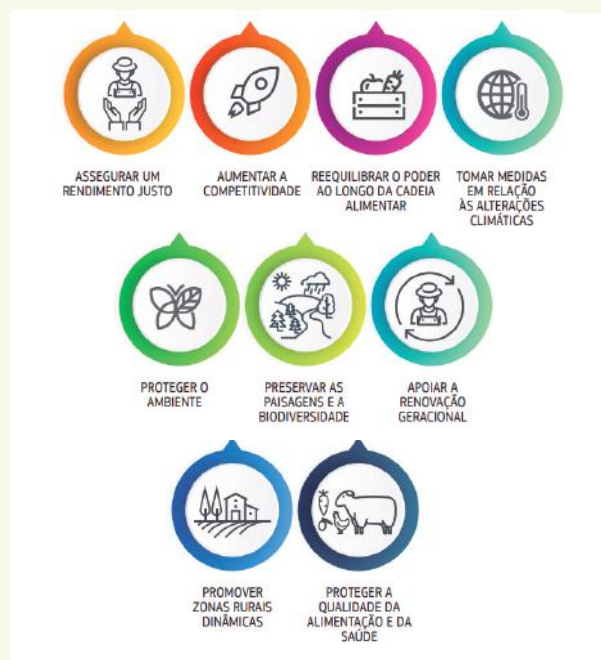 ASSEGURAR UM
RENDIMENTO JUSTO
AUMENTAR A
COMPETITIVIDADE
REEQUILIBRAR O PODER
AO LONGO DA CADEIA
ALIMENTAR
TOMAR MEDIDAS
EM RELAÇÃO
ÀS ALTERAÇÕES
CLIMÁTICAS
PROTEGER O
AMBIENTE
PRESERVAR AS
PAISAGENS E A
BIODIVERSIDADE
APOIAR A
RENOVAÇÃO
GERACIONAL
PROMOVER
ZONAS RURAIS
DINÂMICAS
PROTEGER A
QUALIDADE DA
ALIMENTAÇÃO E DA
SAÚDE